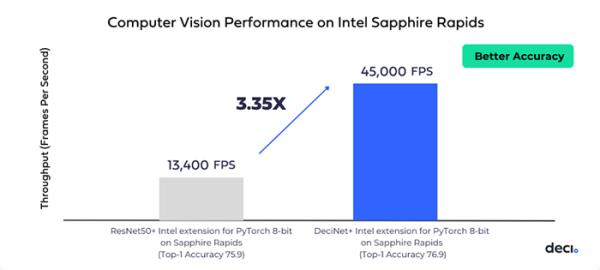 Computer Vision Performance on Intel Sapphire Rapids
Better Accuracy
45,000 FPS
3.35X
13,400 FPS
Throughput (Frames Per Second)
ResNet50+ Intel extension for PyTorch 8-bit
on Sapphire Rapids
(Top-1 Accuracy 75.9)
DeciNet+ Intel extension for PyTorch 8-bit
on Sapphire Rapids
(Top-1 Accuracy 76.9)
deci.